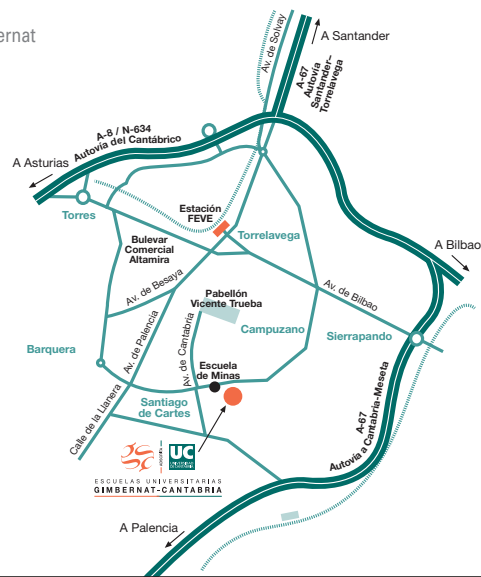 ernat
A Santander
Av. de Solvay
A-67
Autovía
Santander–
Torrelavega
A-8 / N-634
Autovía del Cantábrico
A Asturias
Torres
Estación
FEVE
Torrelavega
Bulevar
Comercial
Altamira
A Bilbao
Av. de Besaya
Pabellón
Vicente Trueba
Av. de Bilbao
Av. de Palencia
Campuzano
Sierrapando
Barquera
Av. de Cantabria
Escuela
de Minas
Santiago
de Cartes
Calle de la Llanera
A-67
Autovía a Cantabria-Meseta
UC
ESCUELAS UNIVERSITARIAS
GIMBERNAT-CANTABRIA
A Palencia